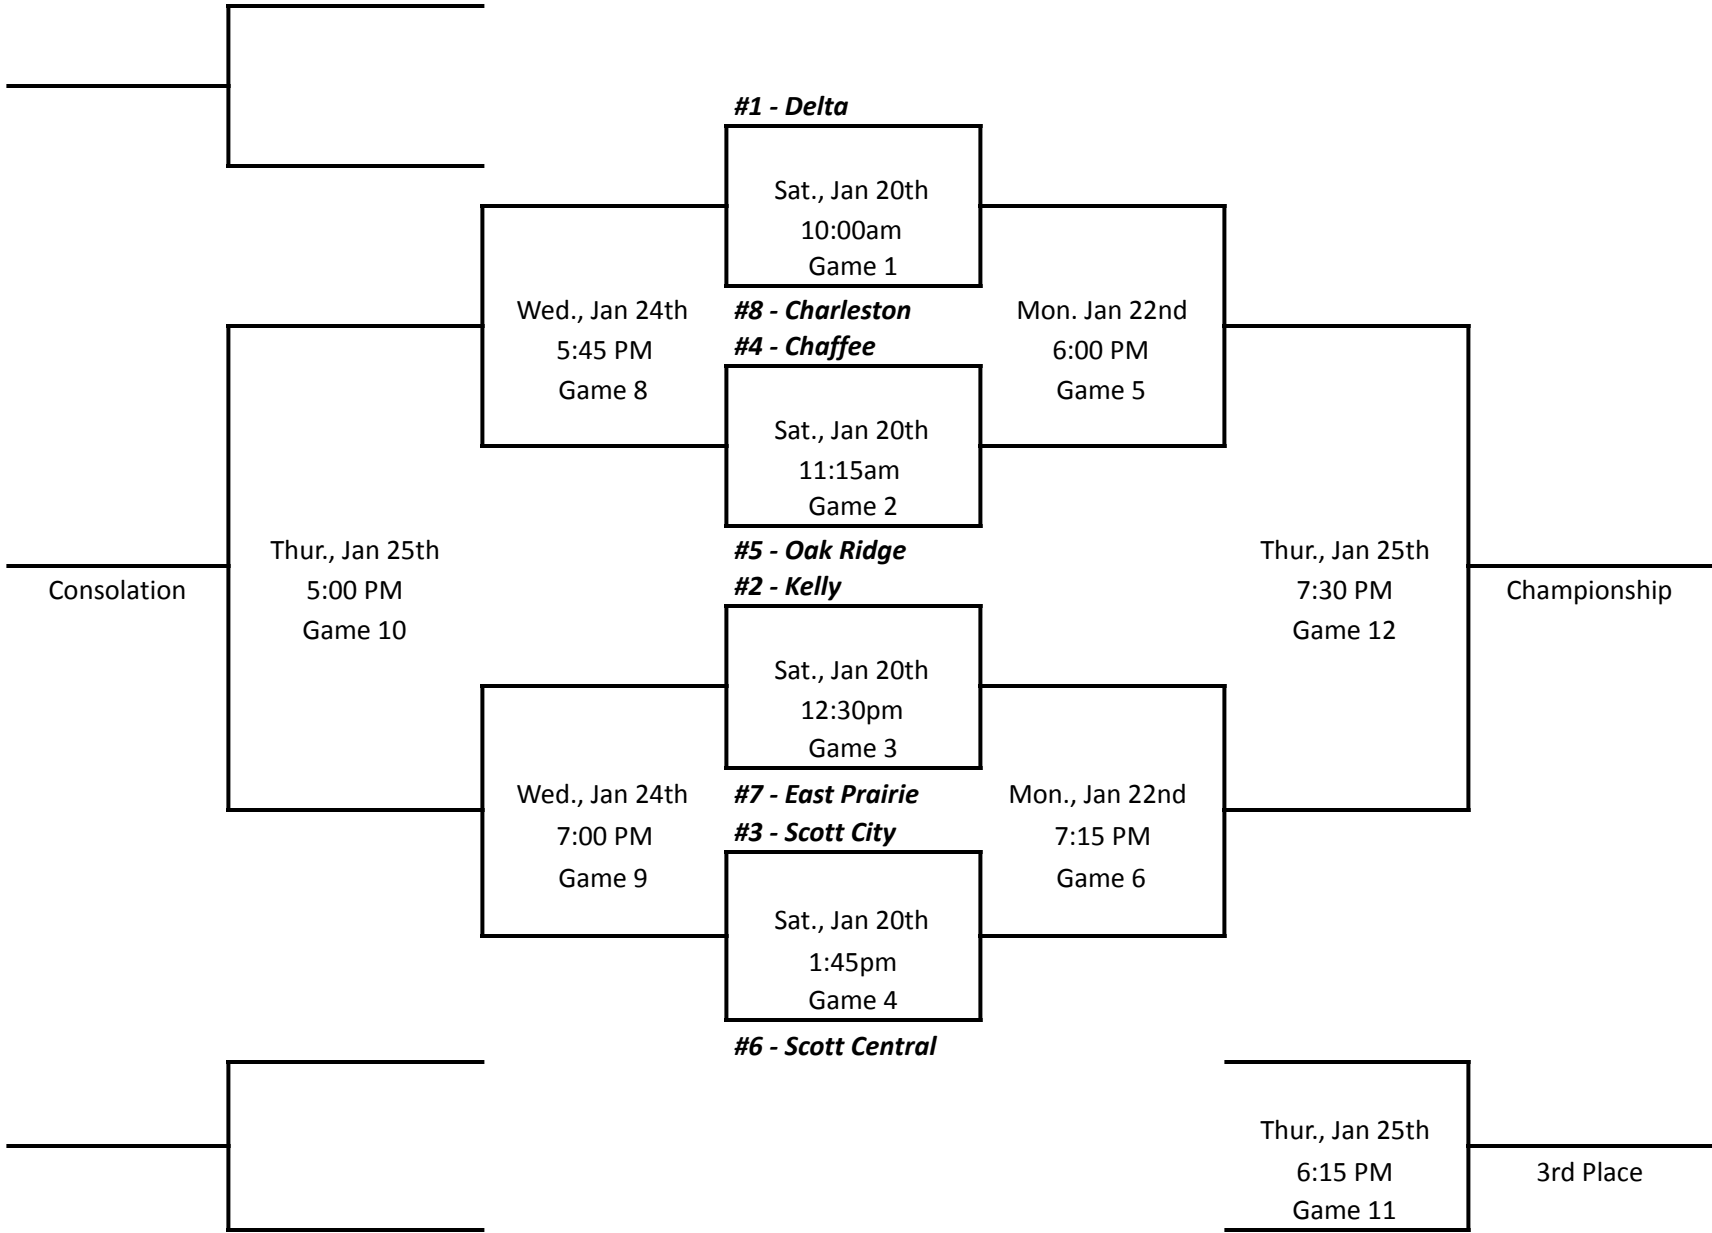 #1 - Delta
Sat., Jan 20th
10:00am
Game 1
#8 - Charleston
Wed., Jan 24th
5:45 PM
Game 8
Mon. Jan 22nd
6:00 PM
Game 5
#4 - Chaffee
Sat., Jan 20th
11:15am
Game 2
#5 - Oak Ridge
Thur., Jan 25th
5:00 PM
Game 10
Consolation
Thur., Jan 25th
7:30 PM
Game 12
Championship
#2 - Kelly
Sat., Jan 20th
12:30pm
Game 3
#7 - East Prairie
Wed., Jan 24th
7:00 PM
Game 9
Mon., Jan 22nd
7:15 PM
Game 6
#3 - Scott City
Sat., Jan 20th
1:45pm
Game 4
#6 - Scott Central
Thur., Jan 25th
6:15 PM
Game 11
3rd Place